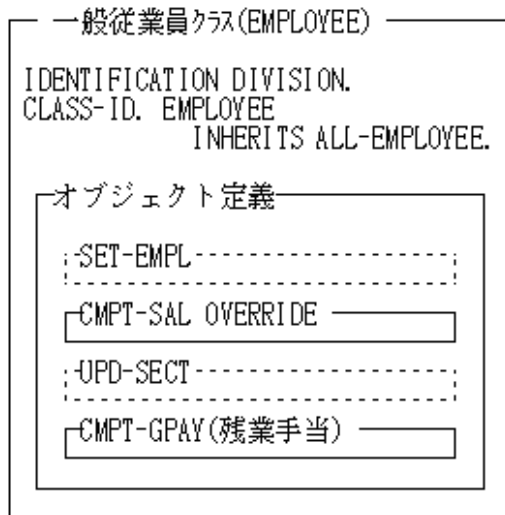 一般従業員ｸﾗｽ(EMPLOYEE)
IDENTIFICATION DIVISION.
CLASS-ID. EMPLOYEE
INHERITS ALL-EMPLOYEE.
オブジェクト定義
SET-EMPL
CMPT-SAL OVERRIDE
UPD-SECT
CMPT-GPAY(残業手当)